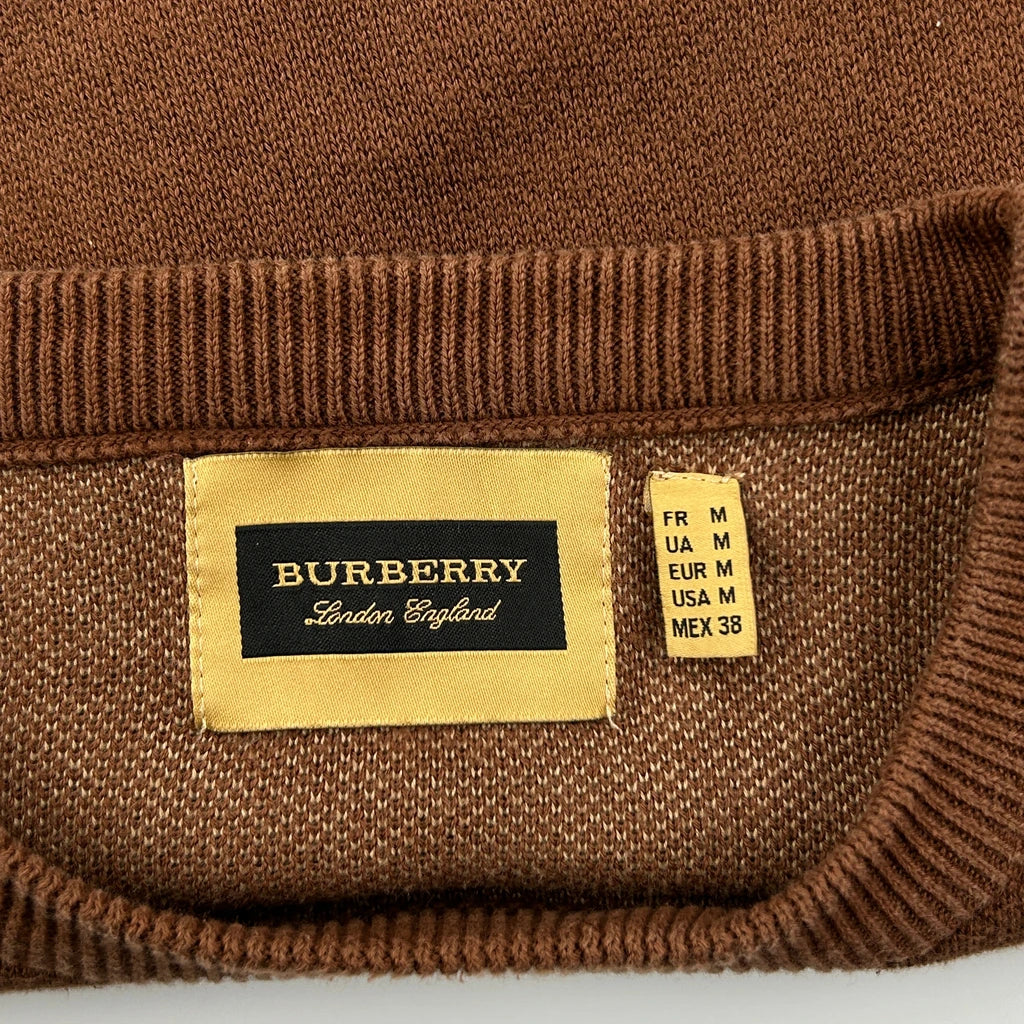 BURBERRY
London England
FR M
UA M
EUR M
USA M
MEX 38